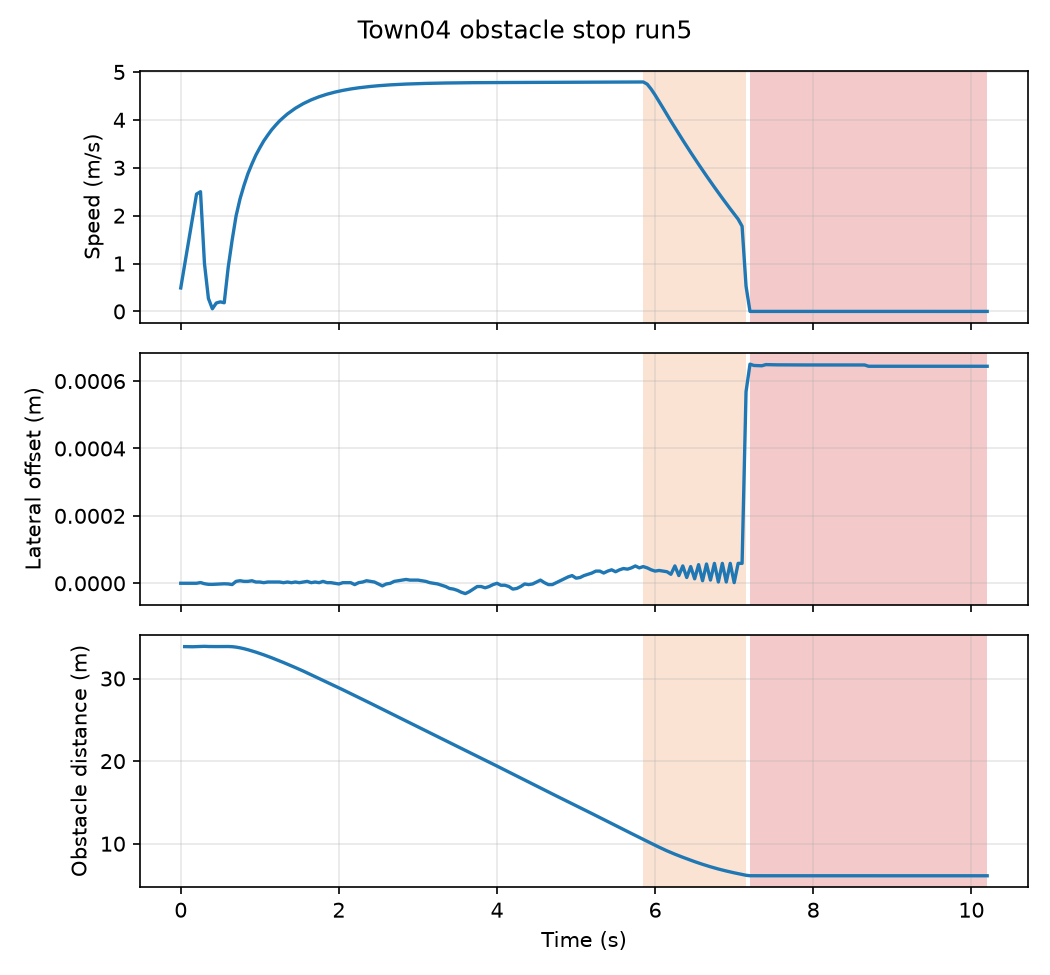 Town04 obstacle stop run5
Speed (m/s)
5
4
3
2
1
0
Lateral offset (m)
0.0006
0.0004
0.0002
0.0000
Obstacle distance (m)
30
20
10
0 2 4 6 8 10
Time (s)